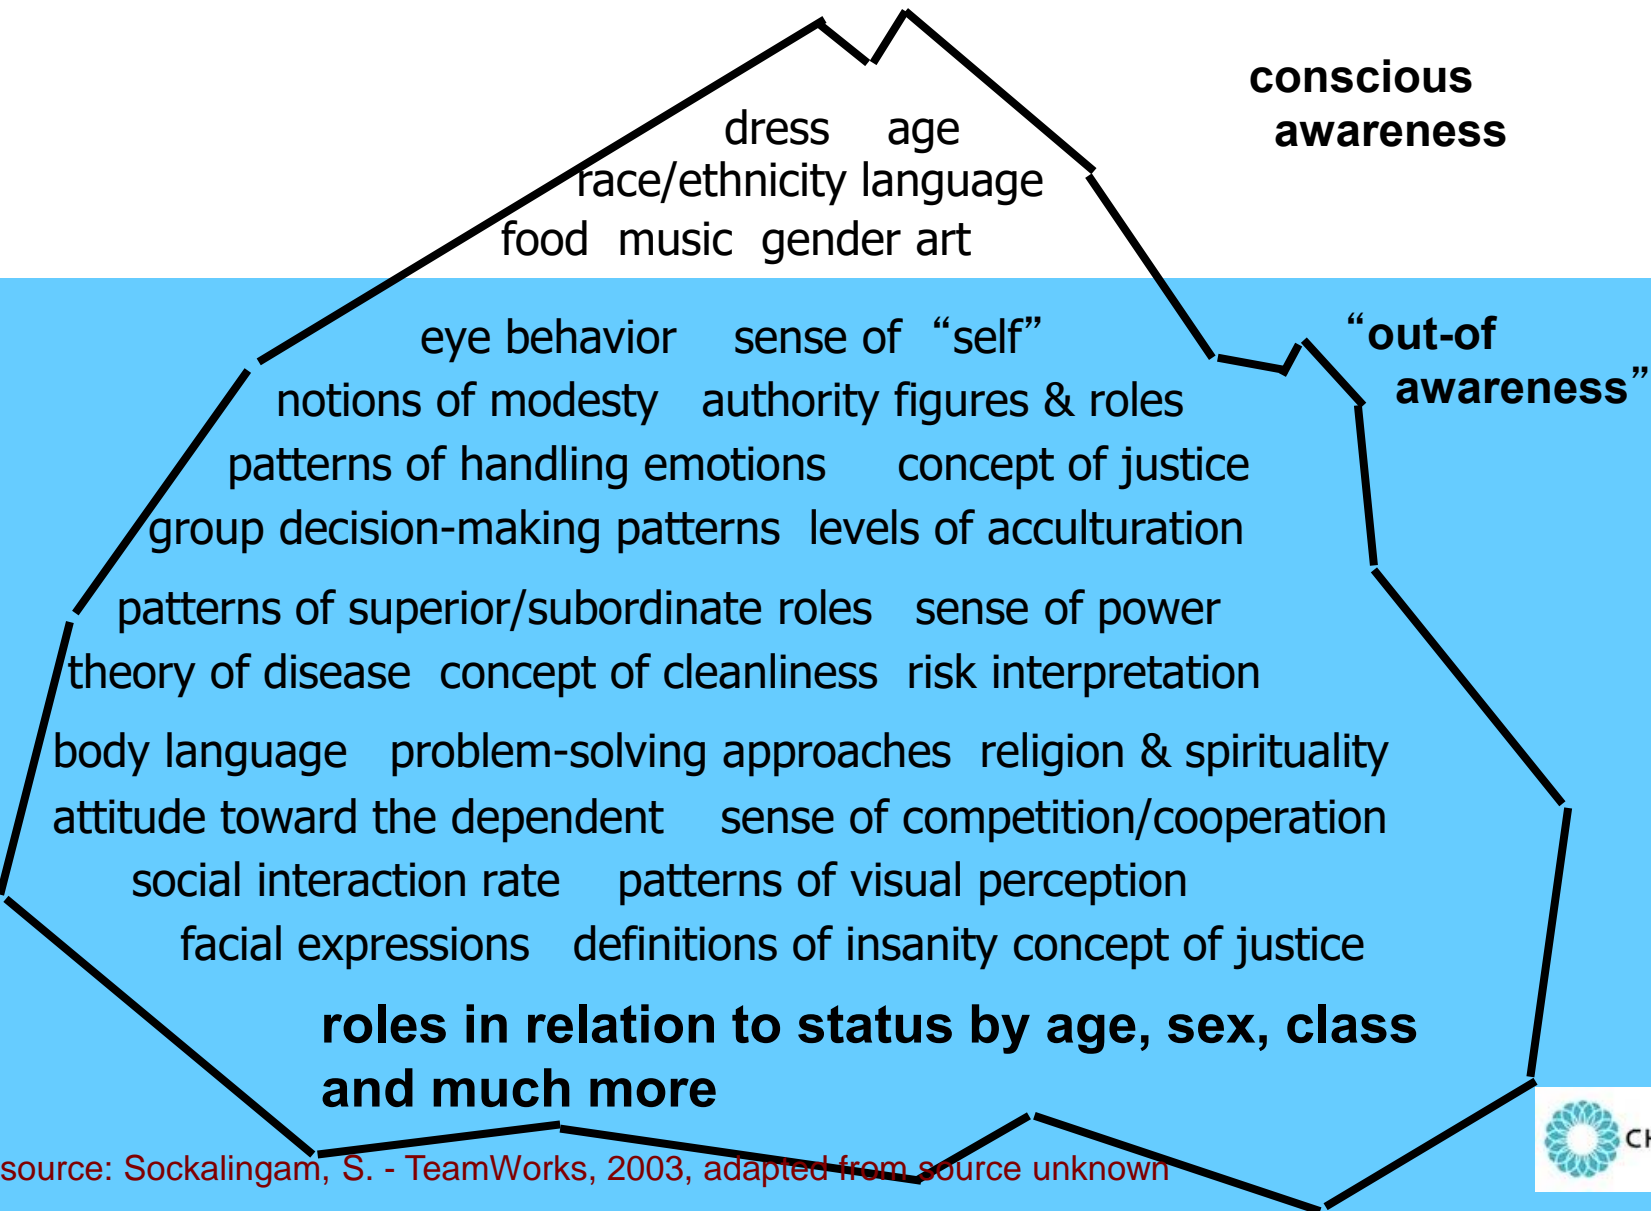 conscious
awareness
dress age
race/ethnicity language
food music gender art
eye behavior sense of “self”
“out-of
awareness”
notions of modesty authority figures & roles
patterns of handling emotions concept of justice
group decision-making patterns levels of acculturation
patterns of superior/subordinate roles sense of power
theory of disease concept of cleanliness risk interpretation
body language problem-solving approaches religion & spirituality
attitude toward the dependent sense of competition/cooperation
social interaction rate patterns of visual perception
facial expressions definitions of insanity concept of justice
roles in relation to status by age, sex, class
and much more
source: Sockalingam, S. - TeamWorks, 2003, adapted from source unknown